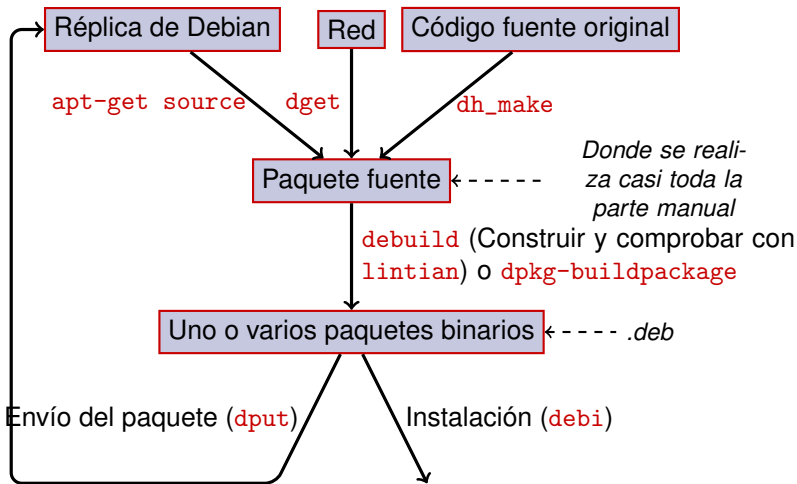 Réplica de Debian
Red
Código fuente original
apt-get source
dget
dh_make
Paquete fuente
Donde se reali-
za casi toda la
parte manual
debuild (Construir y comprobar con
lintian) o dpkg-buildpackage
Uno o varios paquetes binarios
.deb
Envío del paquete (dput)
Instalación (debi)